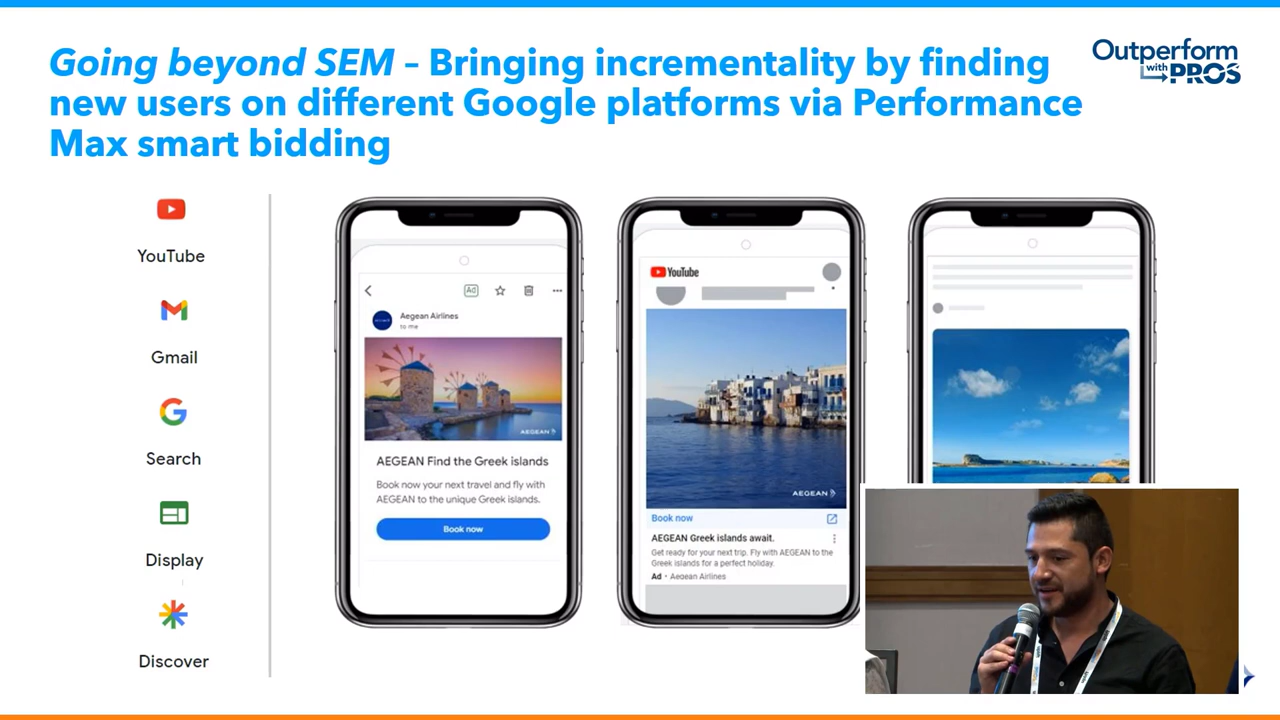 Going beyond SEM – Bringing incrementality by finding
new users on different Google platforms via Performance
Max smart bidding
Outperform
with PROS
YouTube
Gmail
Search
Display
Discover
Ad
Aegean Airlines
to me
AEGEAN
AEGEAN Find the Greek islands
Book now your next travel and fly with
AEGEAN to the unique Greek islands.
Book now
YouTube
AEGEAN
Book now
AEGEAN Greek islands await.
Get ready for your next trip. Fly with AEGEAN to the
Greek islands for a perfect holiday.
Ad • Aegean Airlines